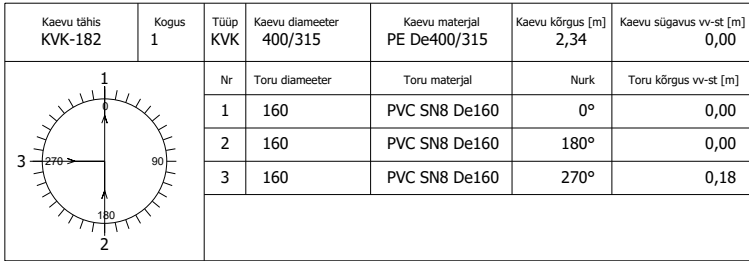 Kaevu tähis Kogus Tüüp Kaevu diameeter Kaevu materjal Kaevu kõrgus [m] Kaevu sügavus vv-st [m]
KVK-182 1 KVK 400/315 PE De400/315 2,34 0,00
Nr Toru diameeter Toru materjal Nurk Toru kõrgus vv-st [m]
1 160 PVC SN8 De160 0° 0,00
2 160 PVC SN8 De160 180° 0,00
3 160 PVC SN8 De160 270° 0,18
1
0
3 270 90
180
2